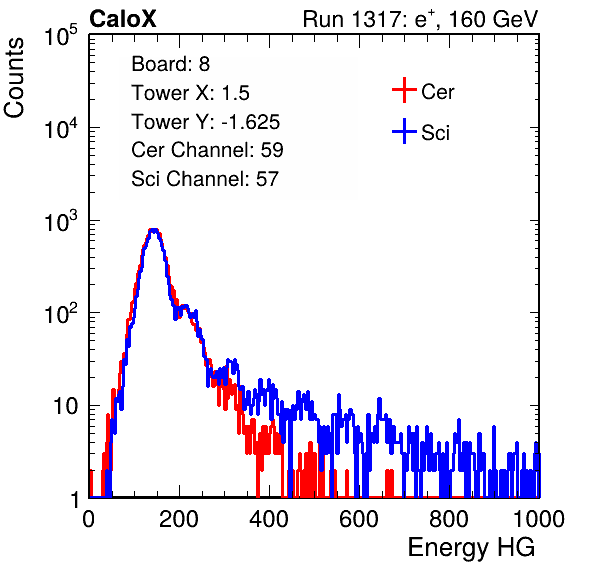 CaloX Run 1317: e⁺, 160 GeV
Counts
Board: 8
Tower X: 1.5
Tower Y: -1.625
Cer Channel: 59
Sci Channel: 57
Cer
Sci
10⁵
10⁴
10³
10²
10
1
0 200 400 600 800 1000
Energy HG